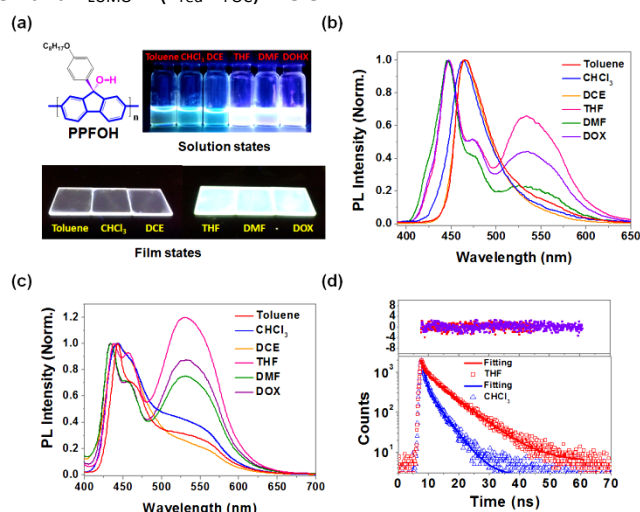 (a)
C₈H₁₇O
O-H
n
PPFOH
Toluene CHCl₃ DCE THF DMF DOHX
Solution states
Toluene CHCl₃ DCE THF DMF - DOX
Film states
(b)
PL Intensity (Norm.)
1.0
0.8
0.6
0.4
0.2
0.0
400 450 500 550 600 650
Wavelength (nm)
Toluene
CHCl₃
DCE
THF
DMF
DOX
(c)
PL Intensity (Norm.)
1.2
1.0
0.8
0.6
0.4
0.2
0.0
400 450 500 550 600 650 700
Wavelength (nm)
Toluene
CHCl₃
DCE
THF
DMF
DOX
(d)
8
4
0
-4
-8
Counts
10³
10²
10¹
0 10 20 30 40 50 60 70
Time (ns)
Fitting
THF
Fitting
CHCl₃